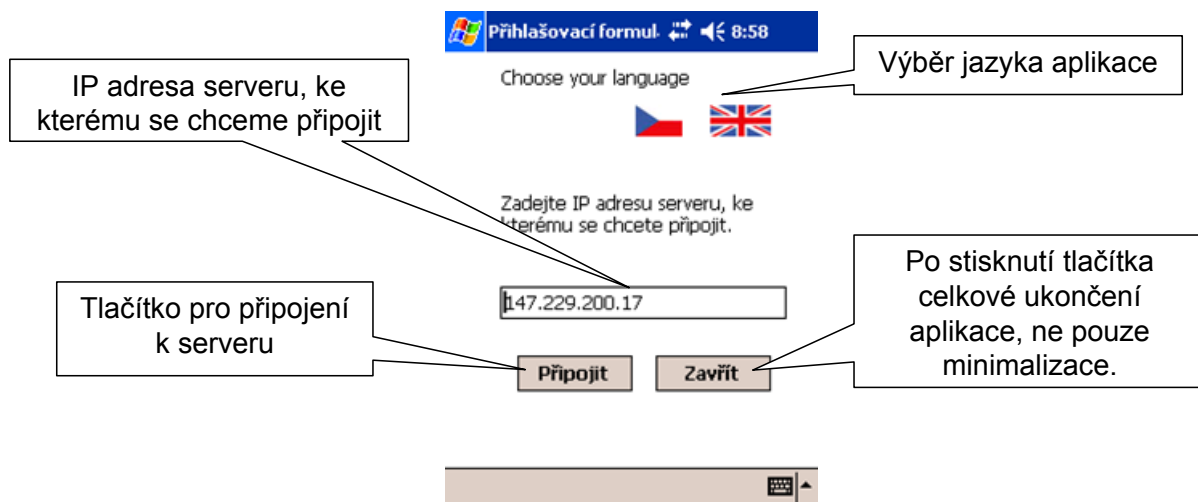 Přihlašovací formul 8:58
Choose your language
Výběr jazyka aplikace
IP adresa serveru, ke
kterému se chceme připojit
Zadejte IP adresu serveru, ke
kterému se chcete připojit.
147.229.200.17
Tlačítko pro připojení
k serveru
Po stisknutí tlačítka
celkové ukončení
aplikace, ne pouze
minimalizace.
Připojit Zavřít